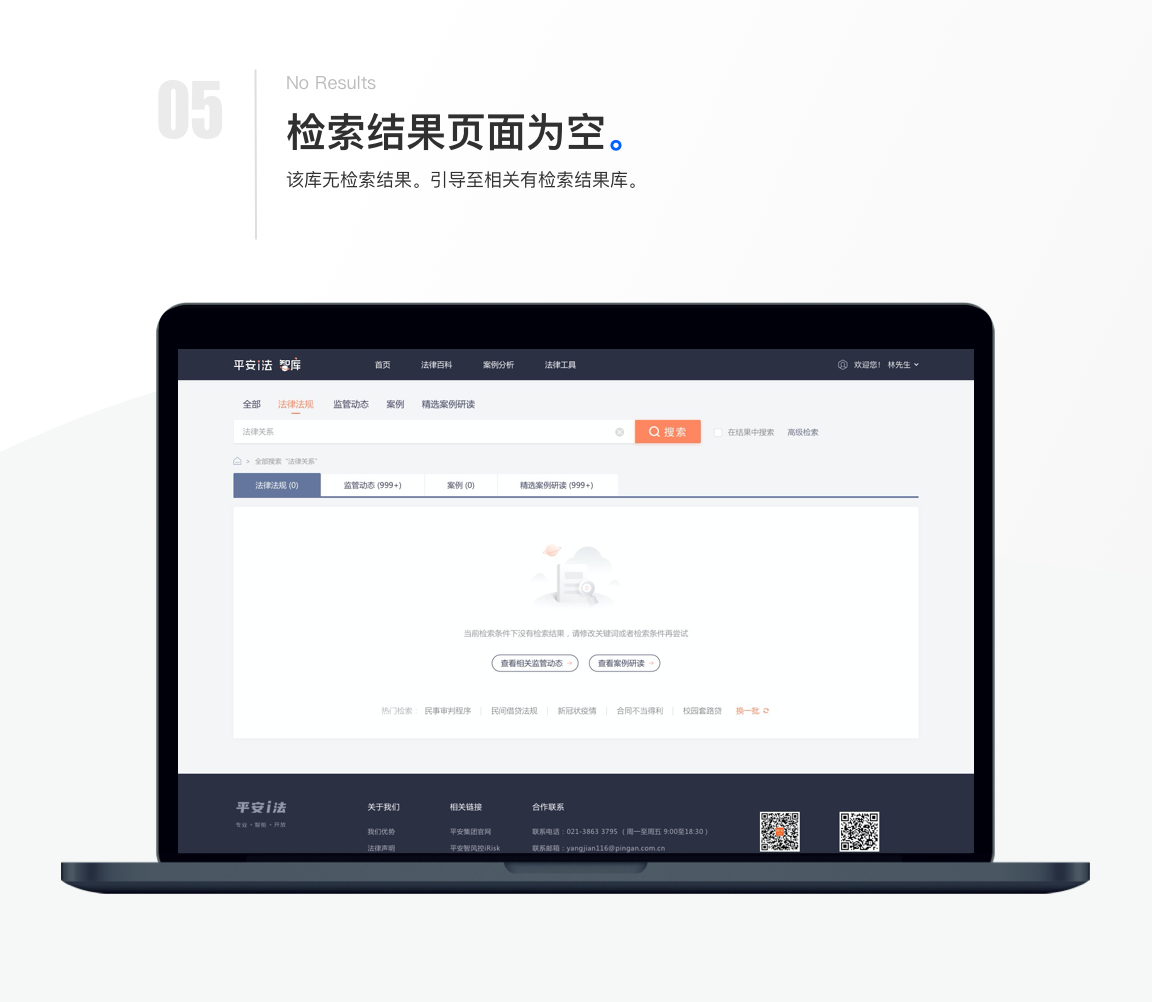 05
No Results
检索结果页面为空。
该库无检索结果。引导至相关有检索结果库。
平安i法 智库 首页 法律百科 案例分析 法律工具 欢迎您! 林先生
全部 法律法规 监管动态 案例 精选案例研读
法律关系 搜索 在结果中搜索 高级检索
> 全部搜索 "法律关系"
法律法规 (0) 监管动态 (999+) 案例 (0) 精选案例研读 (999+)
当前检索条件下没有检索结果，请修改关键词或者检索条件再尝试
查看相关监管动态 → 查看案例研读 →
热门检索： 民事审判程序 | 民间借贷法规 | 新冠状疫情 | 合同不当得利 | 校园套路贷 换一批
平安i法 关于我们 相关链接 合作联系
专业·智能·开放 我们优势 平安集团官网 联系电话：021-3863 3795 （周一至周五 9:00至18:30）
法律声明 平安智风控iRisk 联系邮箱：yangjian116@pingan.com.cn